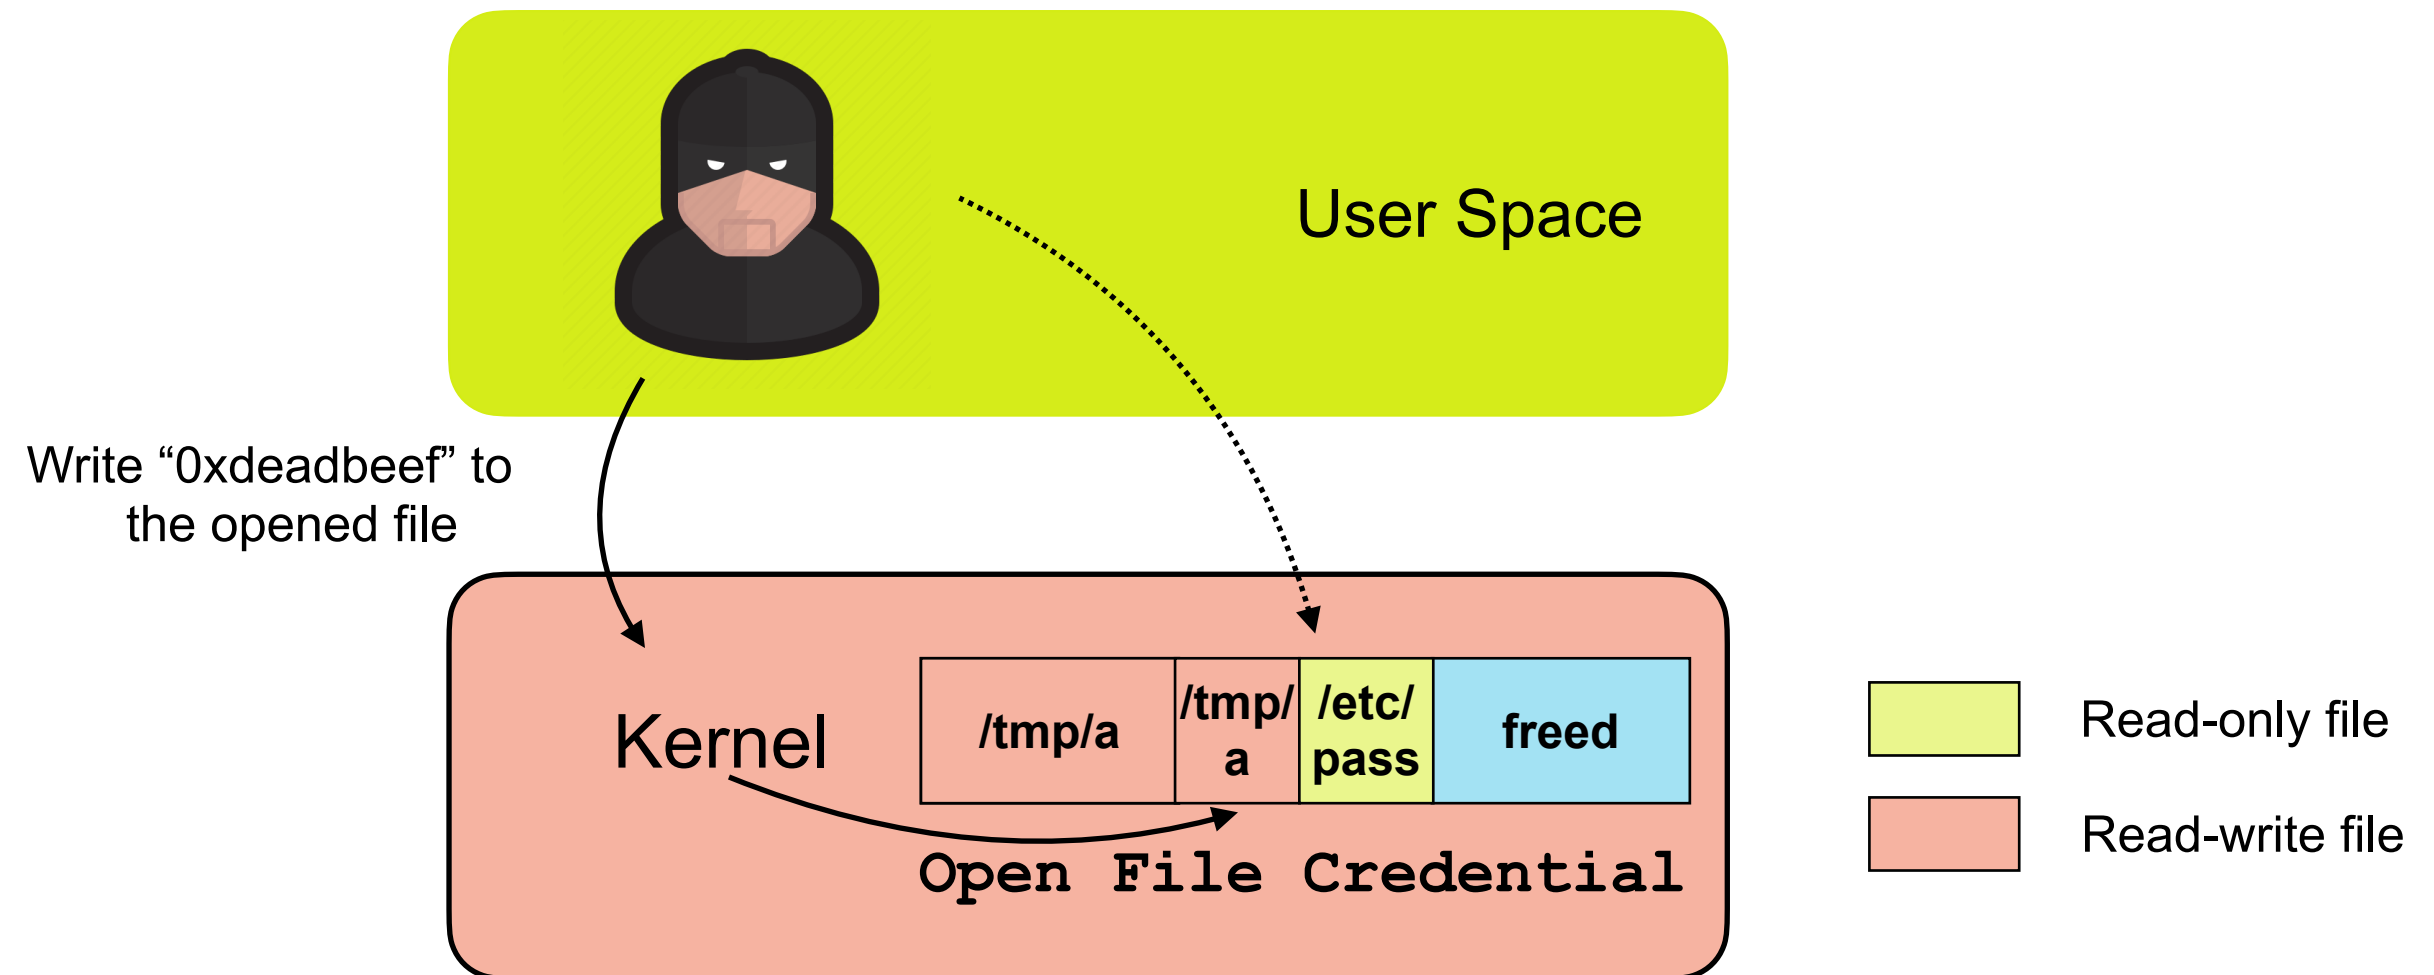 User Space
Write “0xdeadbeef” to
the opened file
Kernel
/tmp/a
/tmp/
a
/etc/
pass
freed
Open File Credential
Read-only file
Read-write file